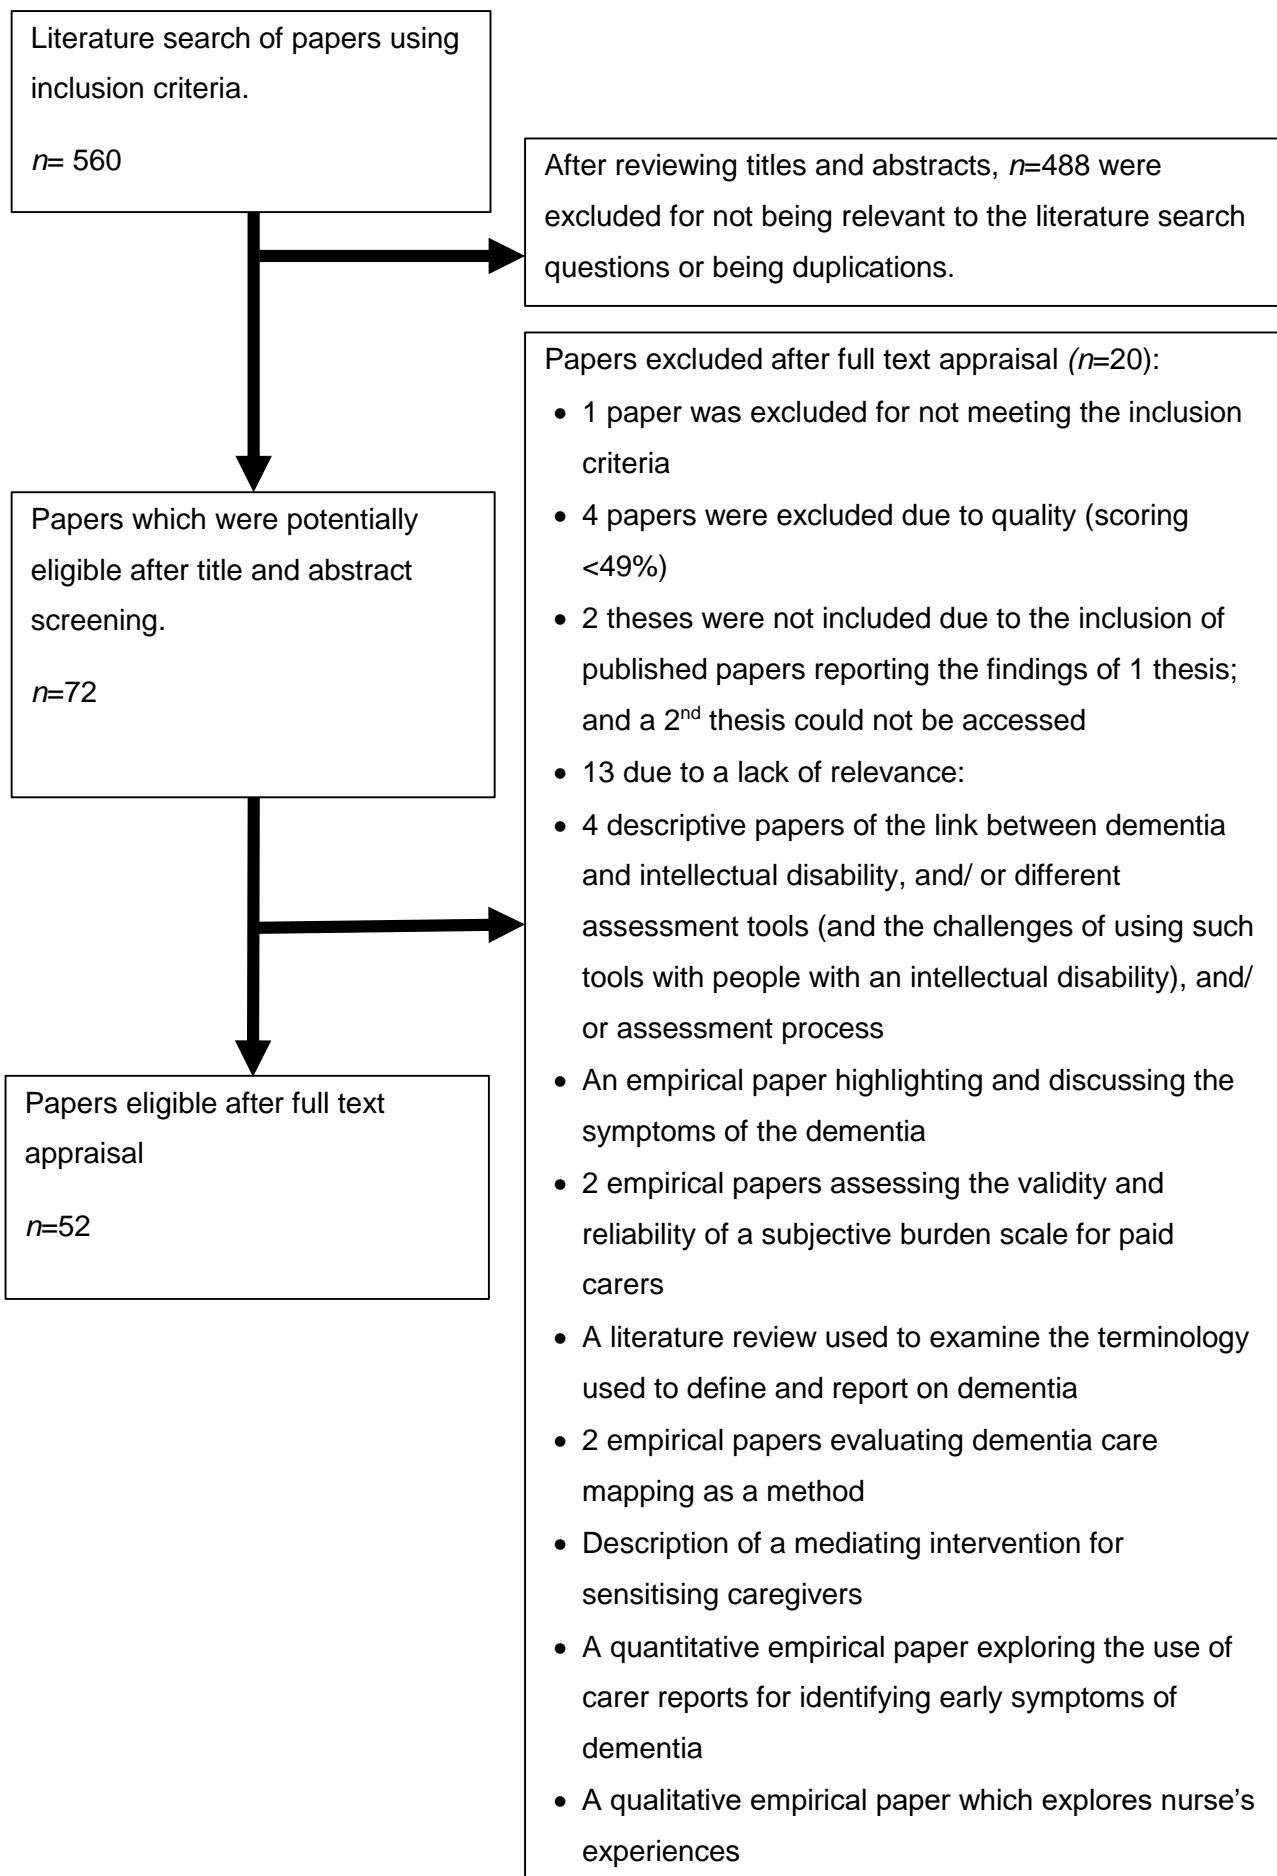 Literature search of papers using
inclusion criteria.
n= 560
After reviewing titles and abstracts, n=488 were
excluded for not being relevant to the literature search
questions or being duplications.
Papers which were potentially
eligible after title and abstract
screening.
n=72
Papers excluded after full text appraisal (n=20):
• 1 paper was excluded for not meeting the inclusion
criteria
• 4 papers were excluded due to quality (scoring
<49%)
• 2 theses were not included due to the inclusion of
published papers reporting the findings of 1 thesis;
and a 2nd thesis could not be accessed
• 13 due to a lack of relevance:
• 4 descriptive papers of the link between dementia
and intellectual disability, and/ or different
assessment tools (and the challenges of using such
tools with people with an intellectual disability), and/
or assessment process
• An empirical paper highlighting and discussing the
symptoms of the dementia
• 2 empirical papers assessing the validity and
reliability of a subjective burden scale for paid
carers
• A literature review used to examine the terminology
used to define and report on dementia
• 2 empirical papers evaluating dementia care
mapping as a method
• Description of a mediating intervention for
sensitising caregivers
• A quantitative empirical paper exploring the use of
carer reports for identifying early symptoms of
dementia
• A qualitative empirical paper which explores nurse's
experiences
Papers eligible after full text
appraisal
n=52